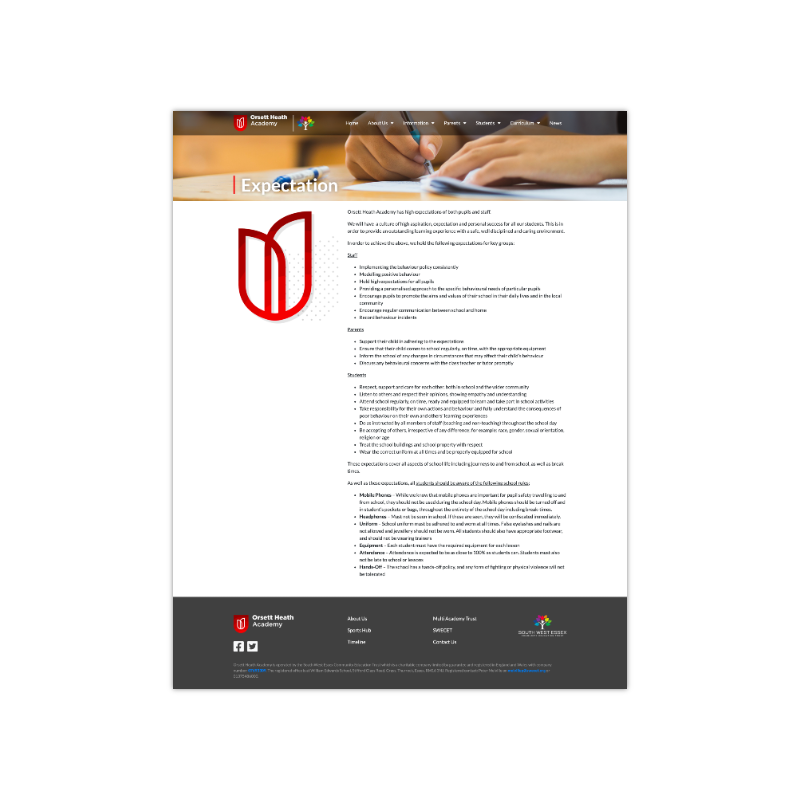 Orsett Heath
Academy
Home
About Us
Information
Parents
Students
Curriculum
News
Expectation
Orsett Heath Academy has high expectations of both pupils and staff.
We will have a culture of high aspiration, expectation and personal success for all our students. This is in
order to provide an outstanding learning experience with a safe, well disciplined and caring environment.
In order to achieve the above, we hold the following expectations for key groups:
Staff
Implementing the behaviour policy consistently
Modelling positive behaviour
Hold high expectations for all pupils
Providing a personalised approach to the specific behavioural needs of particular pupils
Encourage pupils to promote the aims and values of their school in their daily lives and in the local
community
Encourage regular communication between school and home
Record behaviour incidents
Parents
Support their child in adhering to the expectations
Ensure that their child comes to school regularly, on time, with the appropriate equipment
Inform the school of any changes in circumstances that may affect their child's behaviour
Discuss any behavioural concerns with the class teacher or tutor promptly
Students
Respect, support and care for each other, both in school and the wider community
Listen to others and respect their opinions, showing empathy and understanding
Attend school regularly, on time, ready and equipped to learn and take part in school activities
Take responsibility for their own actions and behaviour and fully understand the consequences of
poor behaviour on their own and others' learning experiences
Do as instructed by all members of staff (teaching and non-teaching) throughout the school day
Be accepting of others, irrespective of any difference, for example: race, gender, sexual orientation,
religion or age
Treat the school buildings and school property with respect
Wear the correct uniform at all times and be properly equipped for school
These expectations cover all aspects of school life including journeys to and from school, as well as break
times.
As well as these expectations, all students should be aware of the following school rules:
Mobile Phones – While we know that mobile phones are important for pupil safety travelling to and
from school, they should not be used during the school day. Mobile phones should be turned off and
in student's pockets or bags, throughout the entirety of the school day including break times.
Headphones – Must not be seen in school. If these are seen, they will be confiscated immediately.
Uniform – School uniform must be adhered to and worn at all times. False eyelashes and nails are
not allowed and jewellery should not be worn. All students should also have appropriate footwear,
and should not be wearing trainers
Equipment – Each student must have the required equipment for each lesson
Attendance – Attendance is expected to be as close to 100% as students can. Students must also
not be late to school or lessons
Hands-Off – The school has a hands-off policy, and any form of fighting or physical violence will not
be tolerated
Orsett Heath
Academy
About Us
Sports Hub
Timeline
Multi Academy Trust
SWECET
Contact Us
SOUTH WEST ESSEX